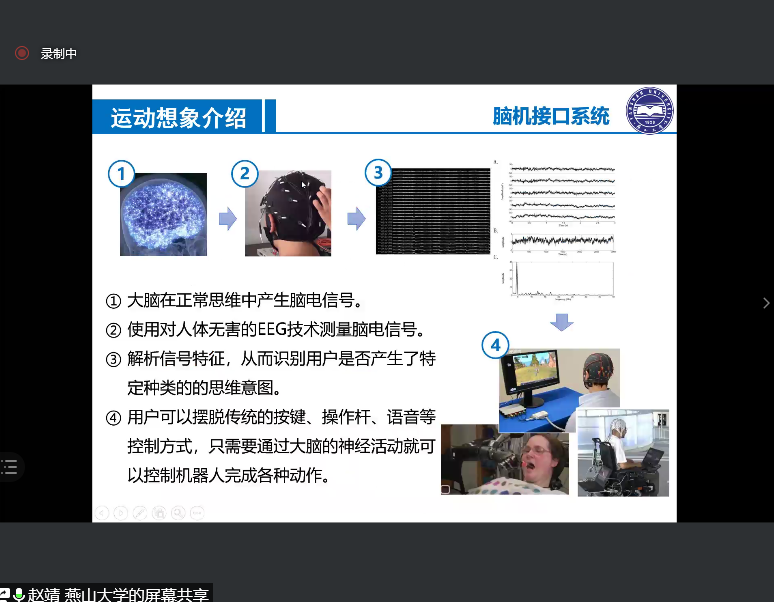 录制中
运动想象介绍
脑机接口系统
1
2
3
4
① 大脑在正常思维中产生脑电信号。
② 使用对人体无害的EEG技术测量脑电信号。
③ 解析信号特征，从而识别用户是否产生了特
定种类的的思维意图。
④ 用户可以摆脱传统的按键、操作杆、语音等
控制方式，只需要通过大脑的神经活动就可
以控制机器人完成各种动作。
赵靖 燕山大学的屏幕共享